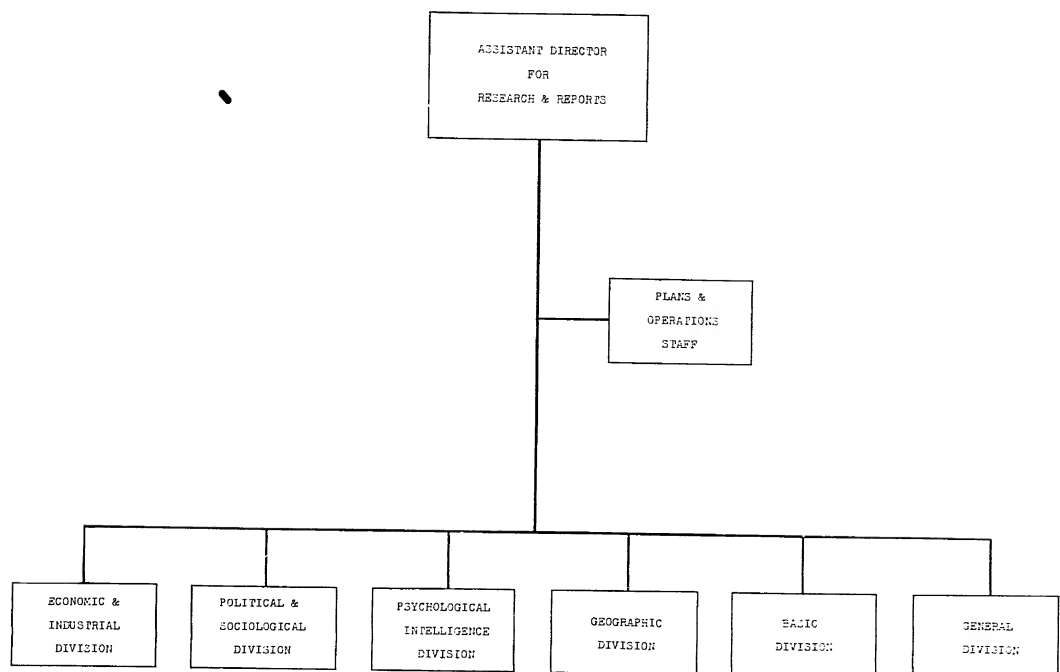 ASSISTANT DIRECTOR
FOR
RESEARCH & REPORTS
PLANS &
OPERATIONS
STAFF
ECONOMIC &
INDUSTRIAL
DIVISION
POLITICAL &
SOCIOLOGICAL
DIVISION
PSYCHOLOGICAL
INTELLIGENCE
DIVISION
GEOGRAPHIC
DIVISION
BASIC
DIVISION
GENERAL
DIVISION